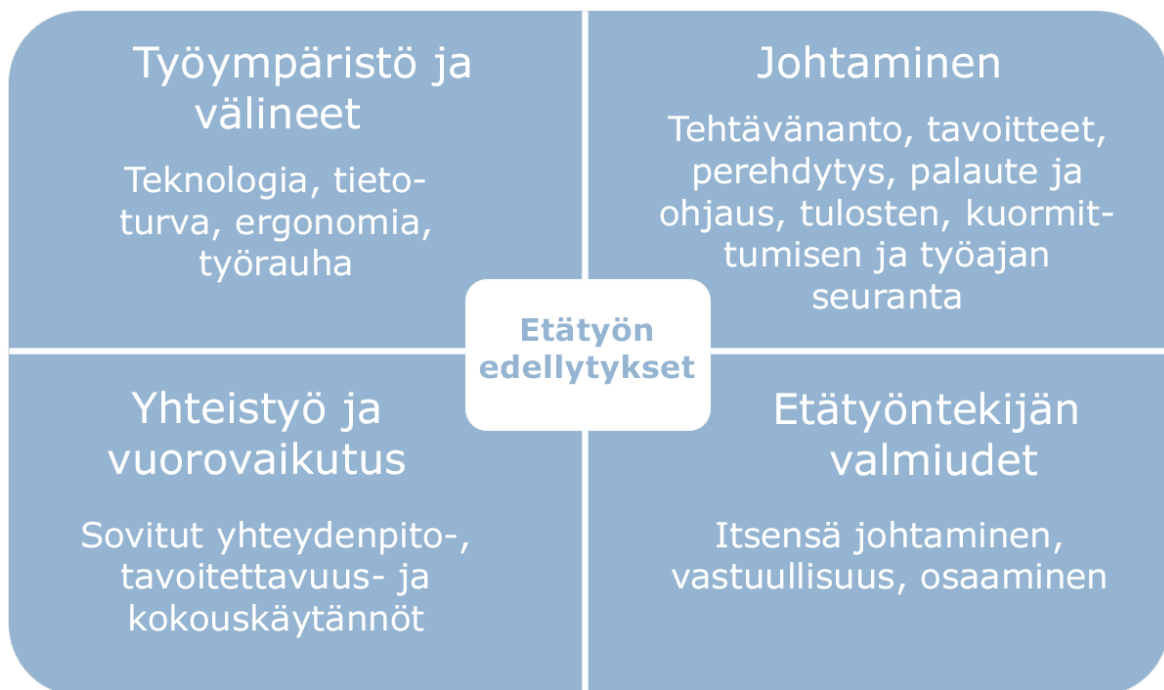 Työympäristö ja
välineet
Teknologia, tieto-
turva, ergonomia,
työrauha
Johtaminen
Tehtävänanto, tavoitteet,
perehdytys, palaute ja
ohjaus, tulosten, kuormit-
tumisen ja työajan
seuranta
Etätyön
edellytykset
Yhteistyö ja
vuorovaikutus
Sovitut yhteydenpito-,
tavoitettavuus- ja
kokouskäytännöt
Etätyöntekijän
valmiudet
Itsensä johtaminen,
vastuullisuus, osaaminen